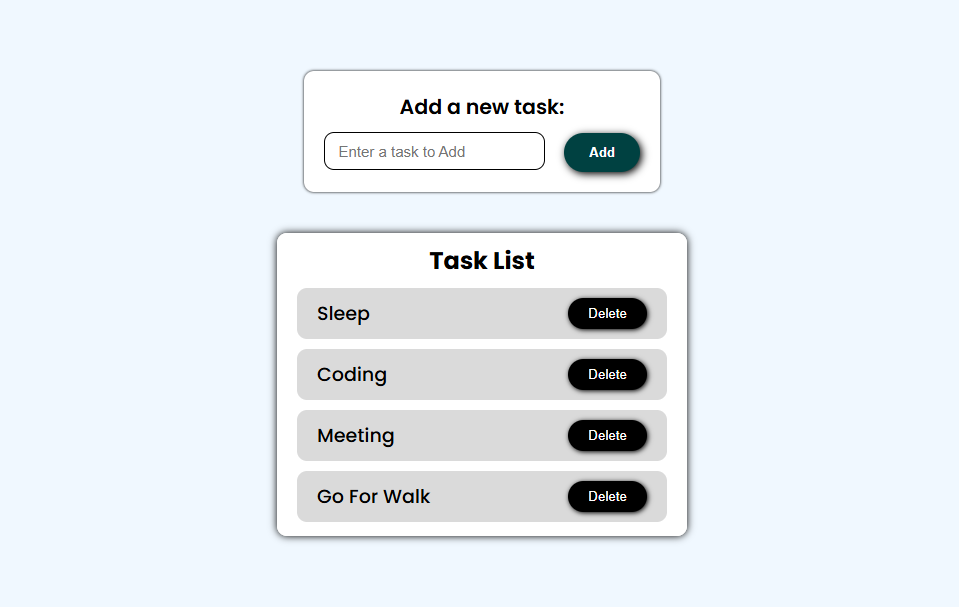 Add a new task:
Enter a task to Add
Add
Task List
Sleep
Delete
Coding
Delete
Meeting
Delete
Go For Walk
Delete